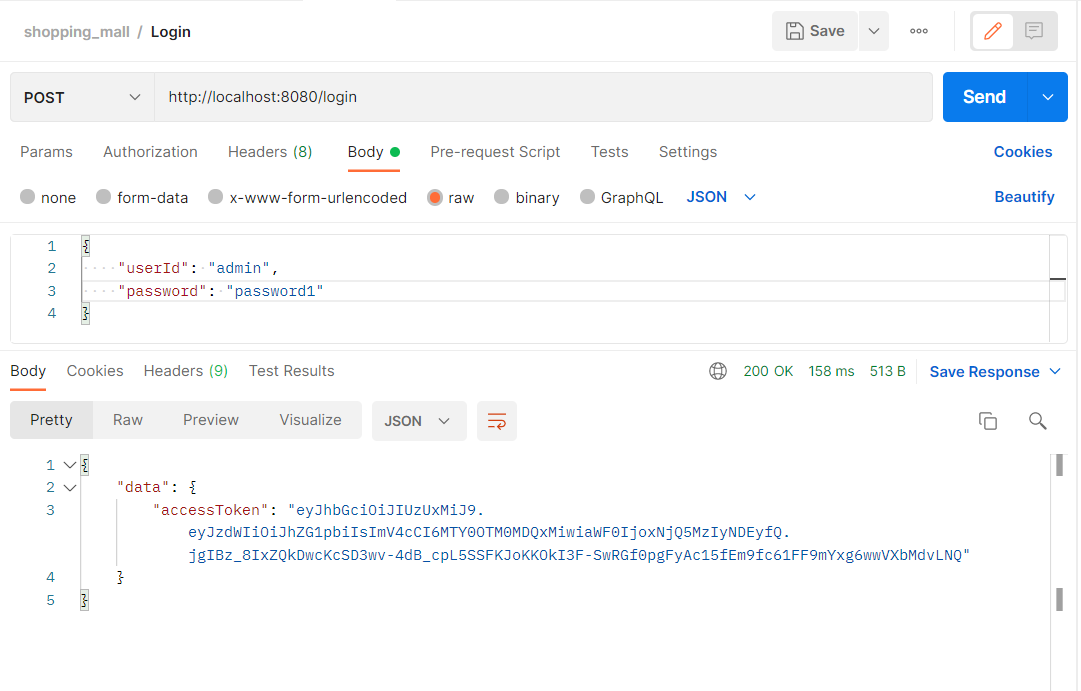 shopping_mall / Login
Save
POST http://localhost:8080/login Send
Params Authorization Headers (8) Body Pre-request Script Tests Settings Cookies
none form-data x-www-form-urlencoded raw binary GraphQL JSON Beautify
1 {
2 "userId": "admin",
3 "password": "password1"
4 }
Body Cookies Headers (9) Test Results 200 OK 158 ms 513 B Save Response
Pretty Raw Preview Visualize JSON
1 {
2 "data": {
3 "accessToken": "eyJhbGciOiJIUzUxMiJ9.
eyJzdWIiOiJhZG1pbiIsImV4cCI6MTY0OTM0MDQxMiwiaWF0IjoxNjQ5MzIyNDEyfQ.
jgIBz_8IxZQkDwcKcSD3wv-4dB_cpL5SSFKJoKKOkI3F-SwRGf0pgFyAc15fEm9fc61FF9mYxg6wwVXbMdvLNQ"
4 }
5 }